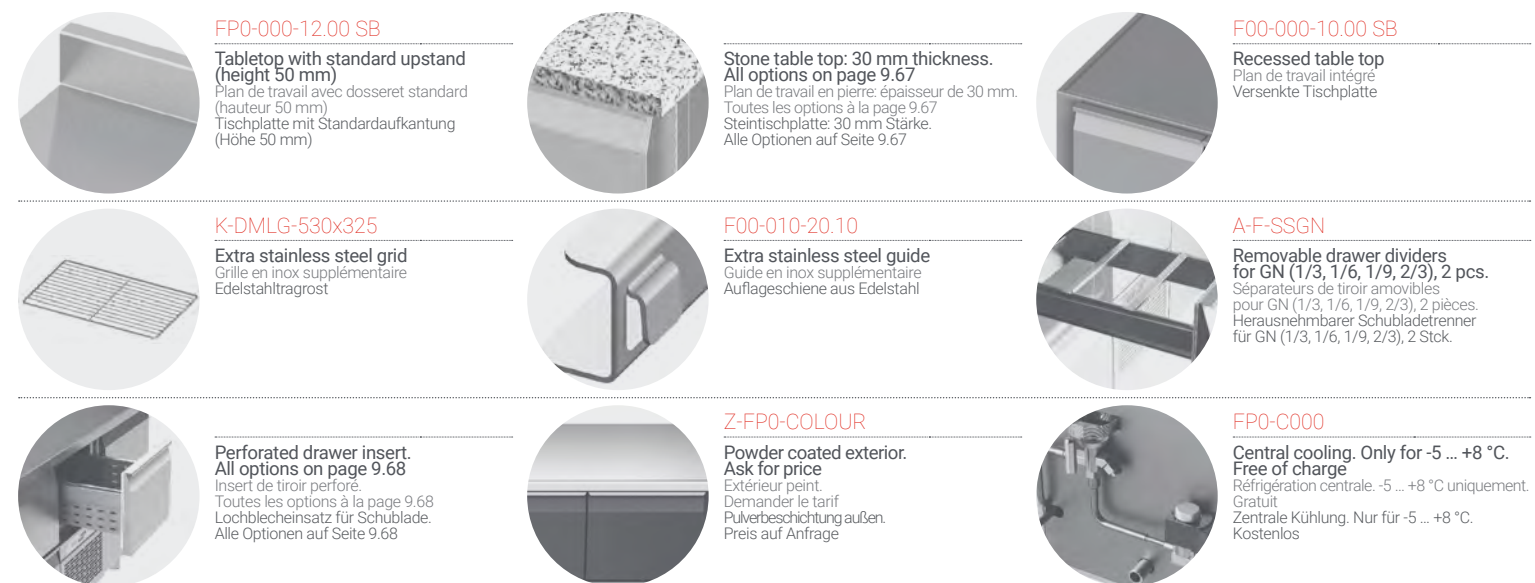 FP0-000-12.00 SB
Tabletop with standard upstand
(height 50 mm)
Plan de travail avec dosseret standard
(hauteur 50 mm)
Tischplatte mit Standardaufkantung
(Höhe 50 mm)
Stone table top: 30 mm thickness.
All options on page 9.67
Plan de travail en pierre: épaisseur de 30 mm.
Toutes les options à la page 9.67
Steintischplatte: 30 mm Stärke.
Alle Optionen auf Seite 9.67
F00-000-10.00 SB
Recessed table top
Plan de travail intégré
Versenkte Tischplatte
K-DMLG-530x325
Extra stainless steel grid
Grille en inox supplémentaire
Edelstahltragrost
F00-010-20.10
Extra stainless steel guide
Guide en inox supplémentaire
Auflageschiene aus Edelstahl
A-F-SSGN
Removable drawer dividers
for GN (1/3, 1/6, 1/9, 2/3), 2 pcs.
Séparateurs de tiroir amovibles
pour GN (1/3, 1/6, 1/9, 2/3), 2 pièces.
Herausnehmbarer Schubladetrenner
für GN (1/3, 1/6, 1/9, 2/3), 2 Stck.
Perforated drawer insert.
All options on page 9.68
Insert de tiroir perforé.
Toutes les options à la page 9.68
Lochblecheinsatz für Schublade.
Alle Optionen auf Seite 9.68
Z-FP0-COLOUR
Powder coated exterior.
Ask for price
Extérieur peint.
Demander le tarif
Pulverbeschichtung außen.
Preis auf Anfrage
FP0-C000
Central cooling. Only for -5 ... +8 °C.
Free of charge
Réfrigération centrale. -5 ... +8 °C uniquement.
Gratuit
Zentrale Kühlung. Nur für -5 ... +8 °C.
Kostenlos